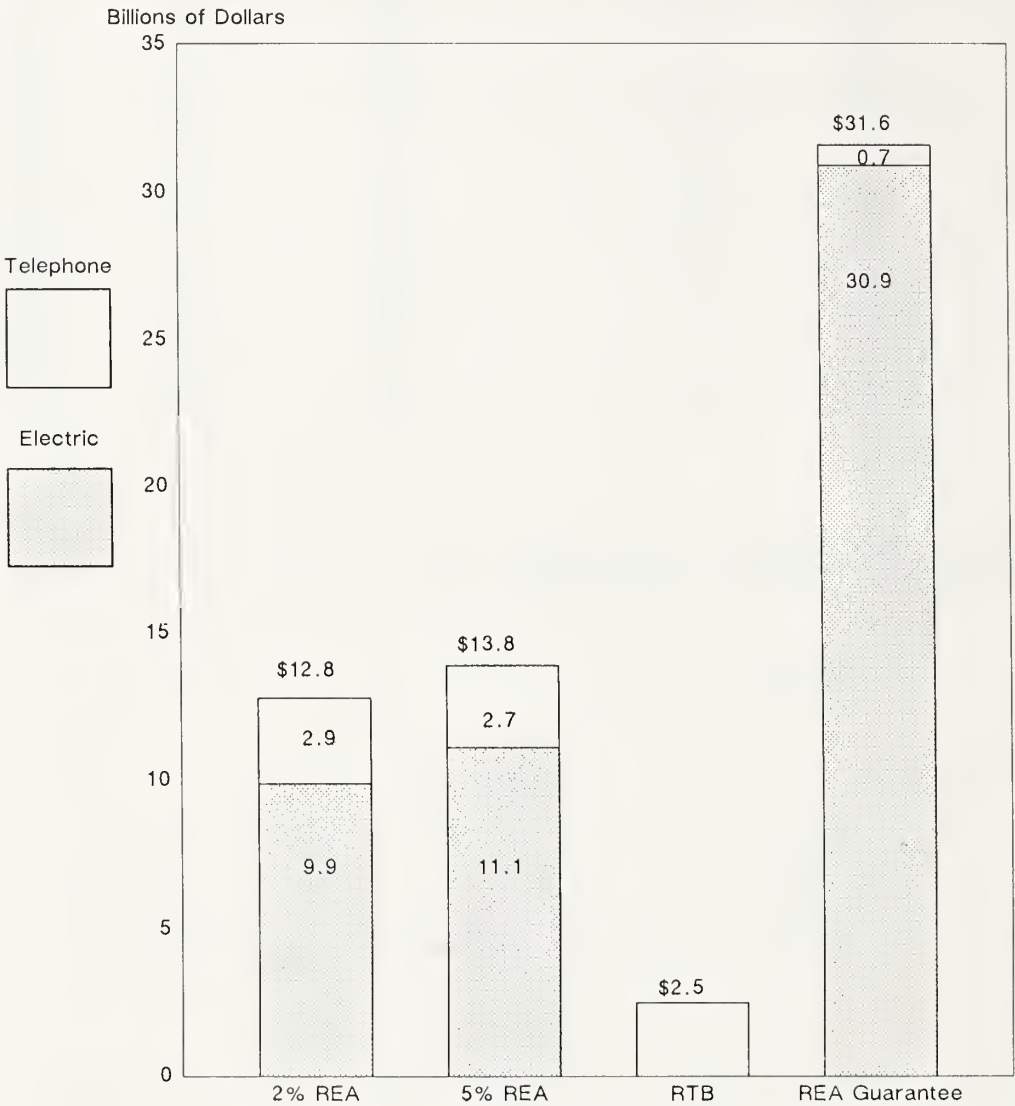 Billions of Dollars
35
$31.6
0.7
30
30.9
Telephone
25
Electric
20
15
$13.8
$12.8
2.7
2.9
10
9.9
11.1
5
$2.5
0
2% REA
5% REA
RTB
REA Guarantee